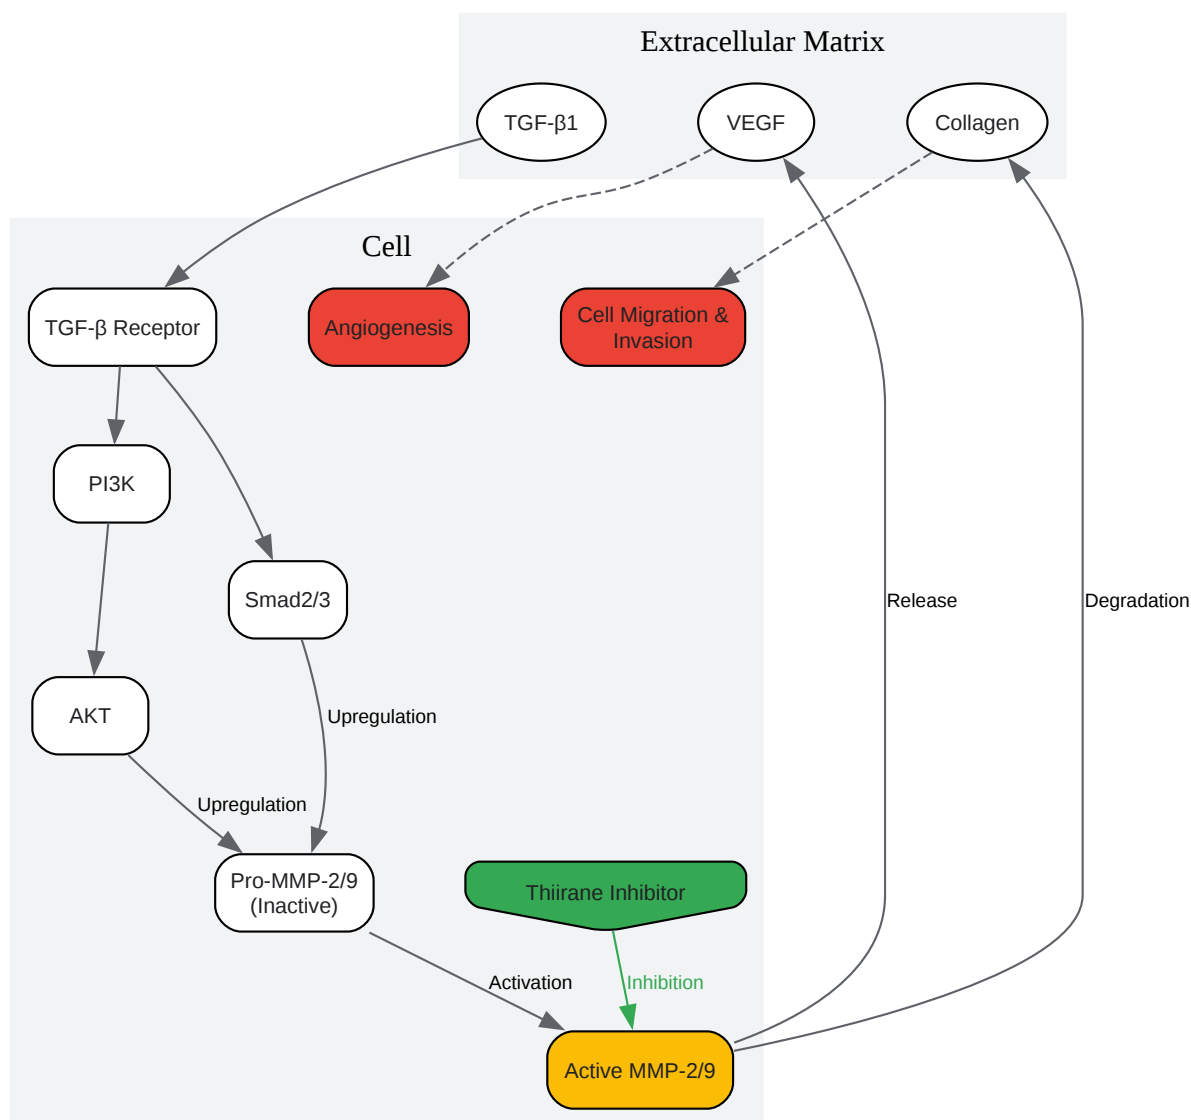 Extracellular Matrix
TGF-β1
VEGF
Collagen
Cell
TGF-β Receptor
Angiogenesis
Cell Migration &
Invasion
PI3K
Smad2/3
Release
Degradation
AKT
Upregulation
Upregulation
Pro-MMP-2/9
(Inactive)
Thiirane Inhibitor
Activation
Inhibition
Active MMP-2/9